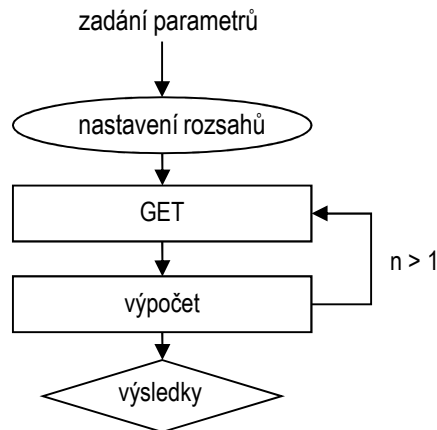 zadání parametrů
nastavení rozsahů
GET
n > 1
výpočet
výsledky